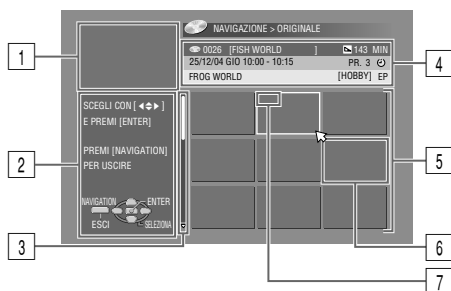 NAVIGAZIONE > ORIGINALE
0026 [FISH WORLD ] 143 MIN
25/12/04 GIO 10:00 - 10:15 PR. 3
FROG WORLD [HOBBY] EP
SCEGLI CON [ ]
E PREMI [ENTER]
PREMI [NAVIGATION]
PER USCIRE
NAVIGATION ENTER
ESCI SELEZIONA
1
2
3
4
5
6
7